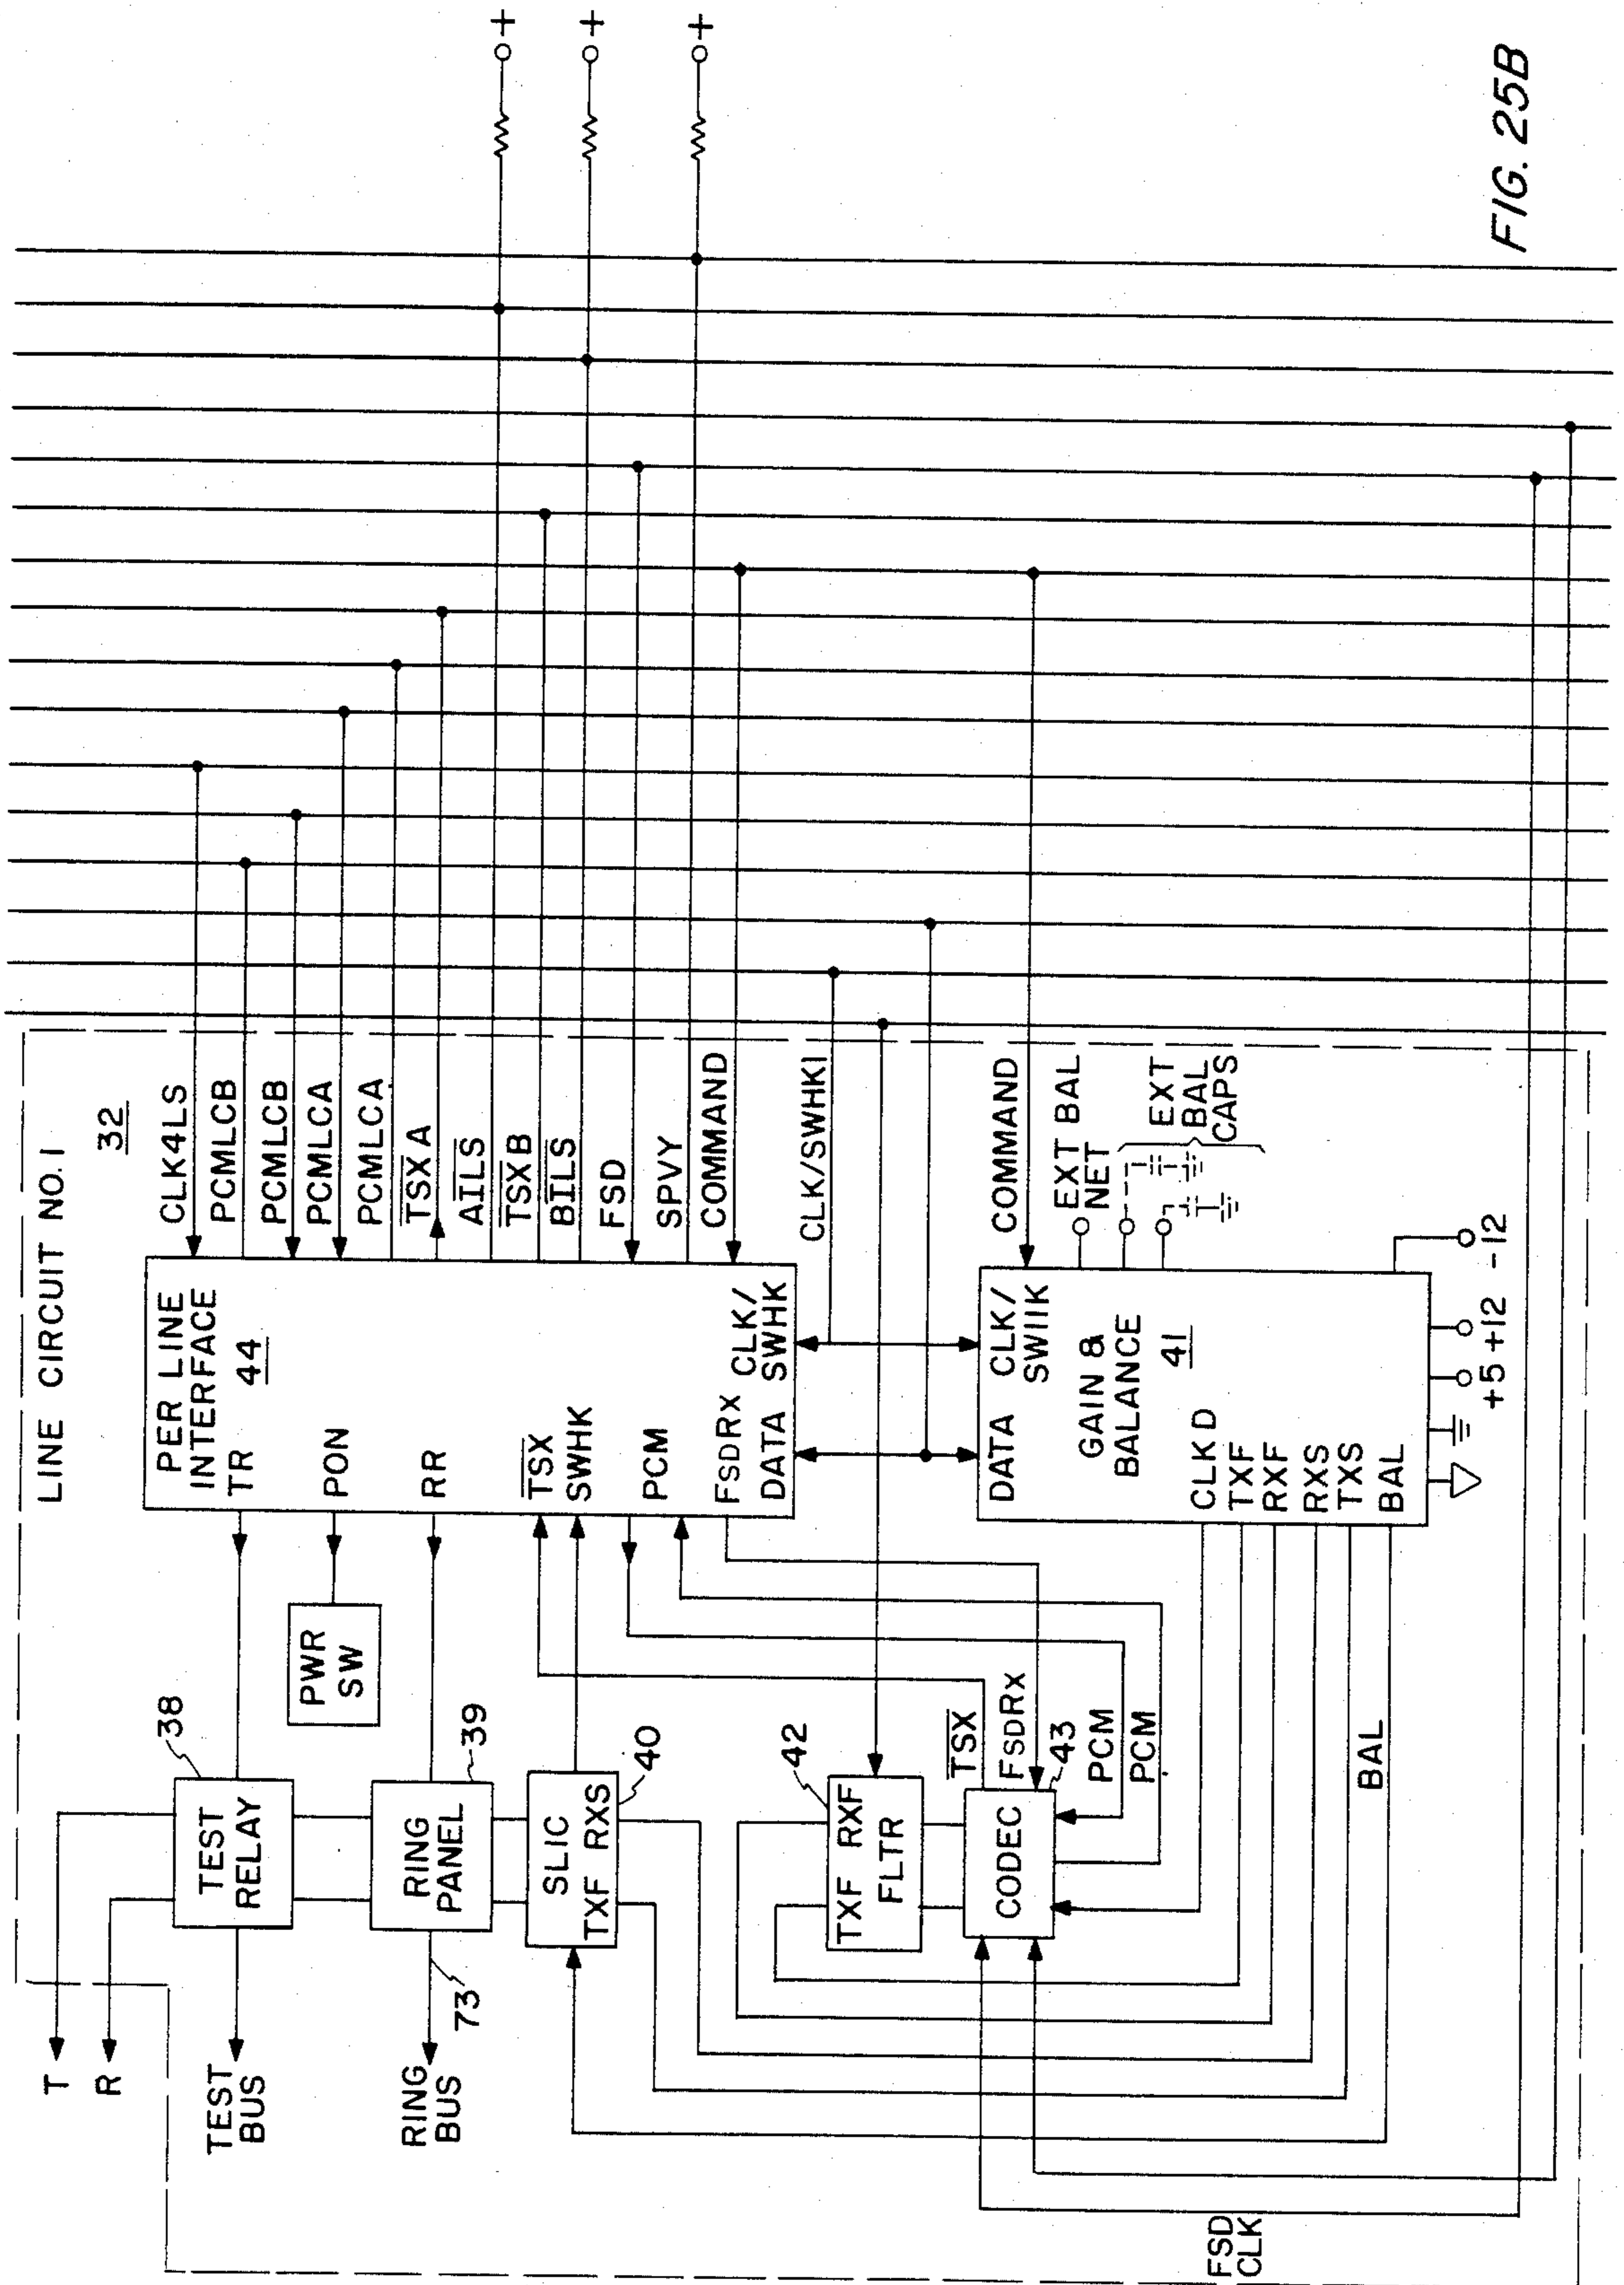 LINE CIRCUIT NO.1
32
T
R
TEST
BUS
RING
BUS
73
38
TEST
RELAY
39
RING
PANEL
40
SLIC
TXF RXS
PWR
SW
PER LINE
INTERFACE
44
TR
PON
RR
TSX
SWHK
PCM
FSDRX
DATA
CLK/
SWHK
CLK4LS
PCMLCB
PCMLCB
PCMLCA
PCMLCA
TSXA
AILS
TSXB
BILS
FSD
SPVY
COMMAND
CLK/SWHKI
+
+
+
42
TXF RXF
FLTR
CODEC
43
TSX
FSDRX
PCM
PCM
BAL
DATA
CLK/
SWIIK
GAIN &
BALANCE
41
CLKD
TXF
RXF
RXS
TXS
BAL
COMMAND
EXT BAL
NET
EXT
BAL
CAPS
+5 +12 -12
FSD
CLK
FIG. 25B